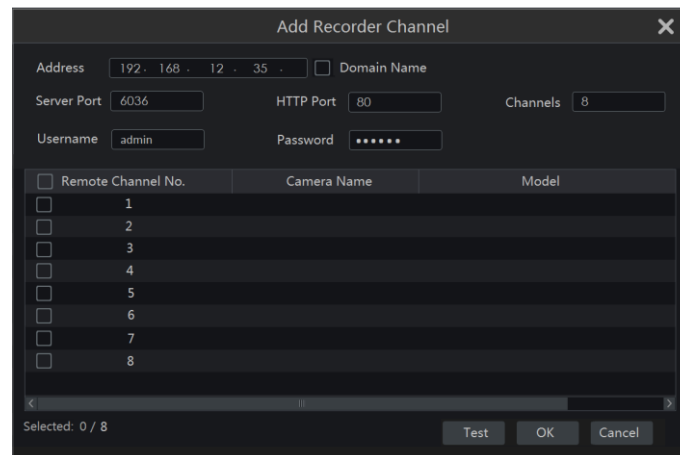 Add Recorder Channel
Address 192. 168 . 12 . 35 . Domain Name
Server Port 6036 HTTP Port 80 Channels 8
Username admin Password ••••••
Remote Channel No. Camera Name Model
1
2
3
4
5
6
7
8
Selected: 0 / 8
Test OK Cancel